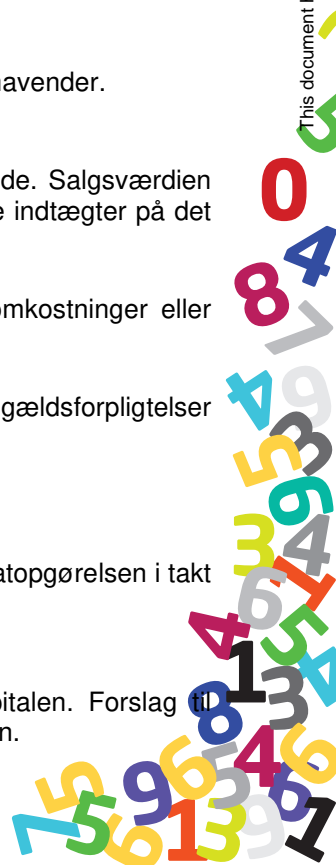 This document
navender.
de. Salgsværdien
e indtægter på det
omkostninger eller
gældsforpligtelser
atopgørelsen i takt
pitalen. Forslag til
n.